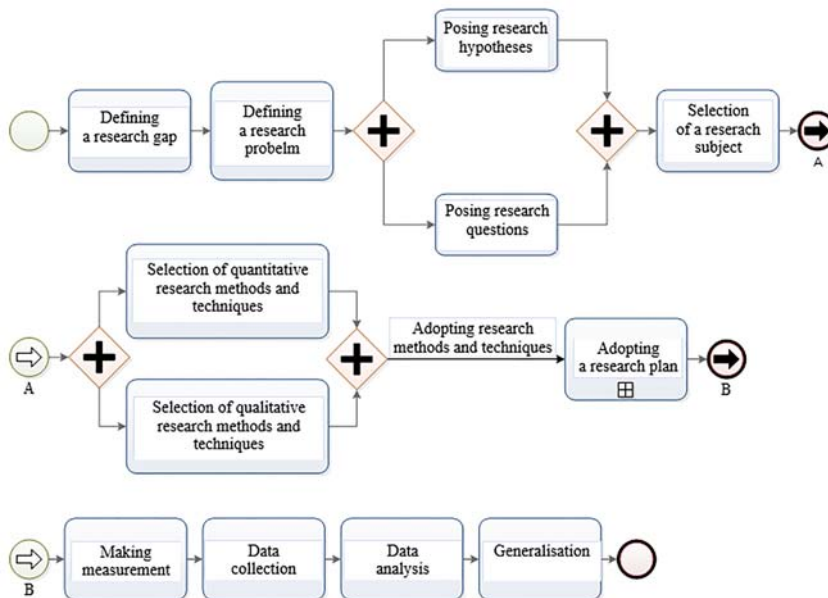 Defining
a research gap
Defining
a research
probelm
Posing research
hypotheses
Posing research
questions
Selection
of a reserach
subject
A
A
Selection of quantitative
research methods and
techniques
Selection of qualitative
research methods and
techniques
Adopting research
methods and techniques
Adopting
a research plan
B
B
Making
measurement
Data
collection
Data
analysis
Generalisation